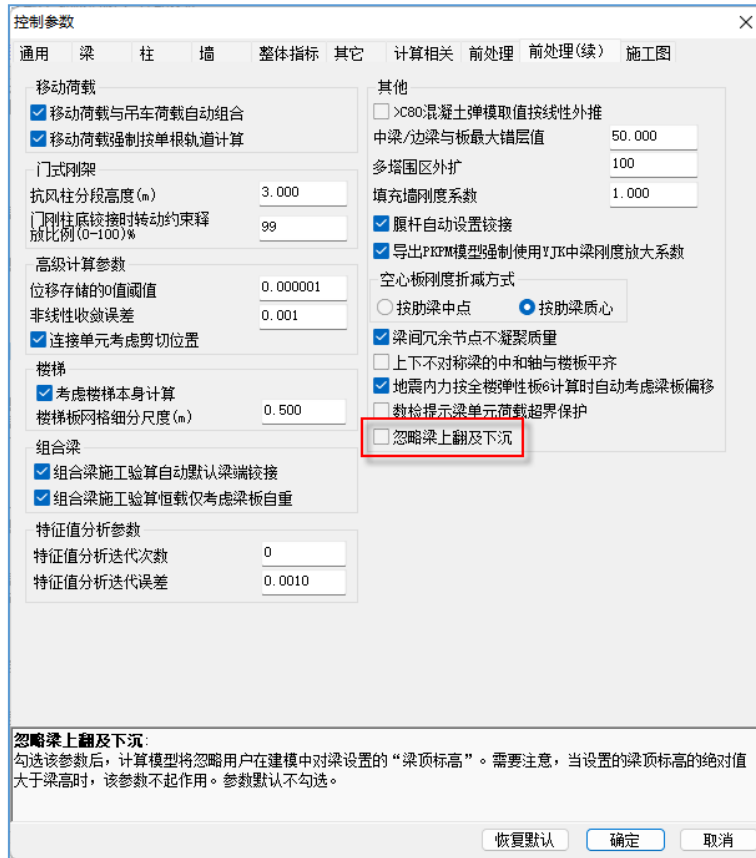 控制参数
通用 梁 柱 墙 整体指标 其它 计算相关 前处理 前处理(续) 施工图
移动荷载
移动荷载与吊车荷载自动组合
移动荷载强制按单根轨道计算
门式刚架
抗风柱分段高度(m) 3.000
门刚柱底铰接时转动约束释
放比例(0-100)% 99
高级计算参数
位移存储的0值阈值 0.000001
非线性收敛误差 0.001
连接单元考虑剪切位置
楼梯
考虑楼梯本身计算
楼梯板网格细分尺度(m) 0.500
组合梁
组合梁施工验算自动默认梁端铰接
组合梁施工验算恒载仅考虑梁板自重
特征值分析参数
特征值分析迭代次数 0
特征值分析迭代误差 0.0010
其他
>C80混凝土弹模取值按线性外推
中梁/边梁与板最大错层值 50.000
多塔围区外扩 100
填充墙刚度系数 1.000
腹杆自动设置铰接
导出PKPM模型强制使用YJK中梁刚度放大系数
空心板刚度折减方式
按肋梁中点 按肋梁质心
梁间冗余节点不凝聚质量
上下不对称梁的中和轴与楼板平齐
地震内力按全楼弹性板6计算时自动考虑梁板偏移
数检提示梁单元荷载超界保护
忽略梁上翻及下沉
忽略梁上翻及下沉:
勾选该参数后，计算模型将忽略用户在建模中对梁设置的“梁顶标高”。需要注意，当设置的梁顶标高的绝对值
大于梁高时，该参数不起作用。参数默认不勾选。
恢复默认 确定 取消